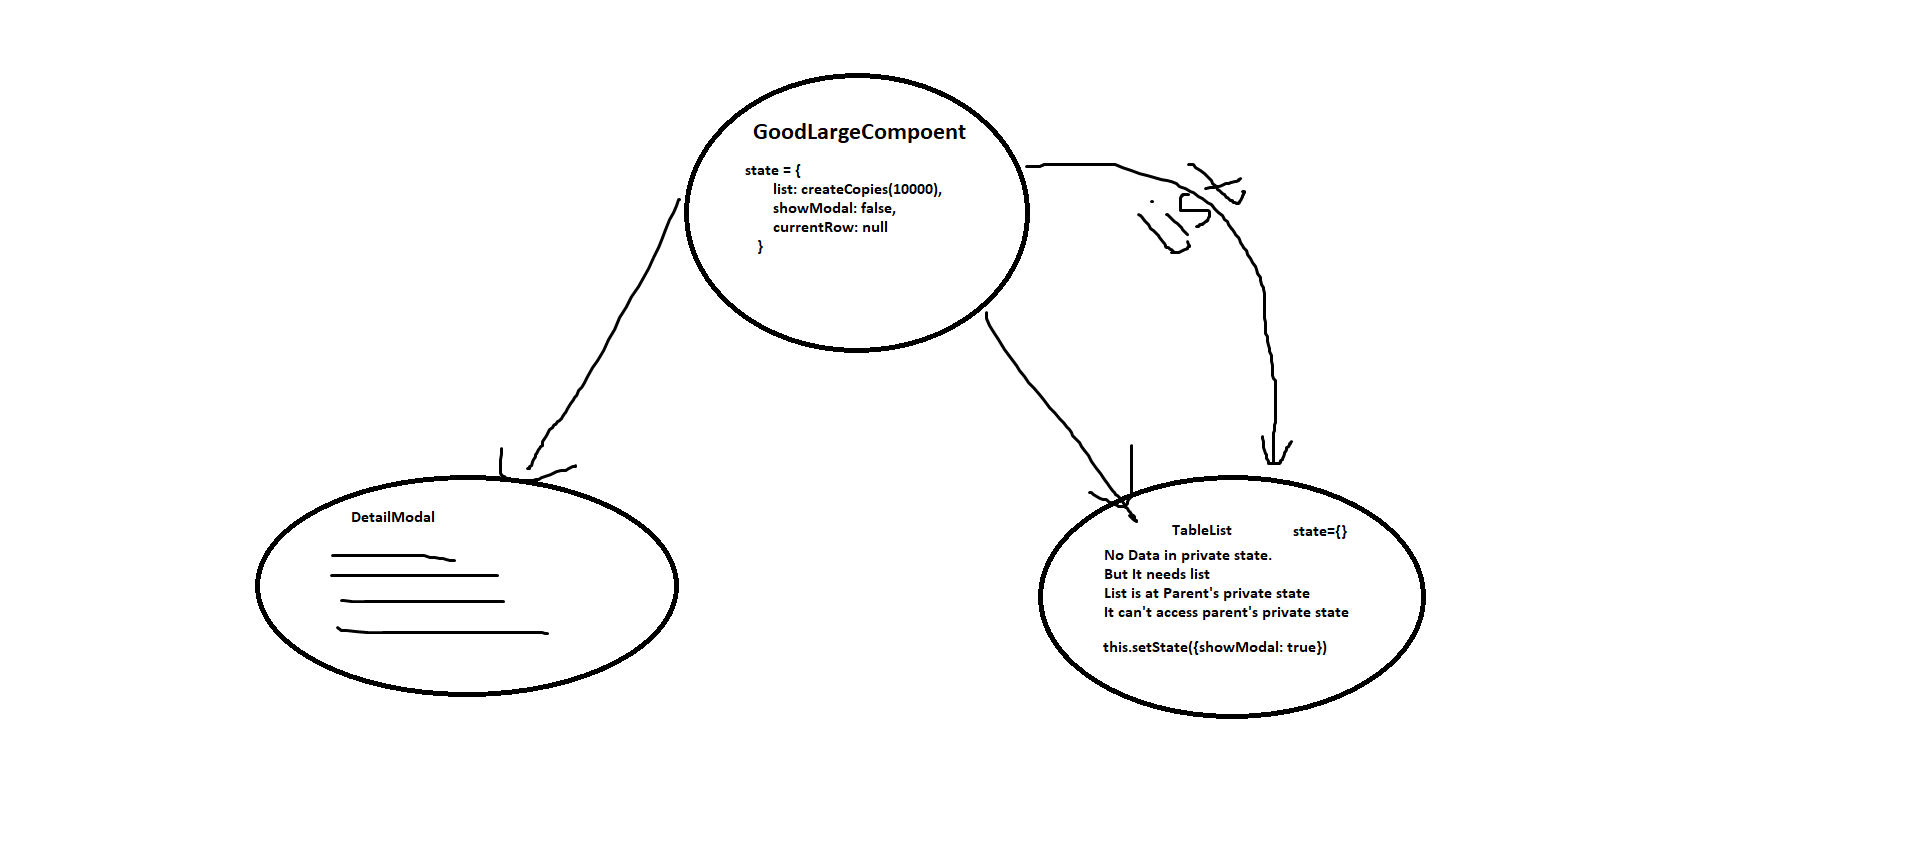 GoodLargeCompoent
state = {
list: createCopies(10000),
showModal: false,
currentRow: null
}
DetailModal
TableList state={}
No Data in private state.
But It needs list
List is at Parent's private state
It can't access parent's private state
this.setState({showModal: true})